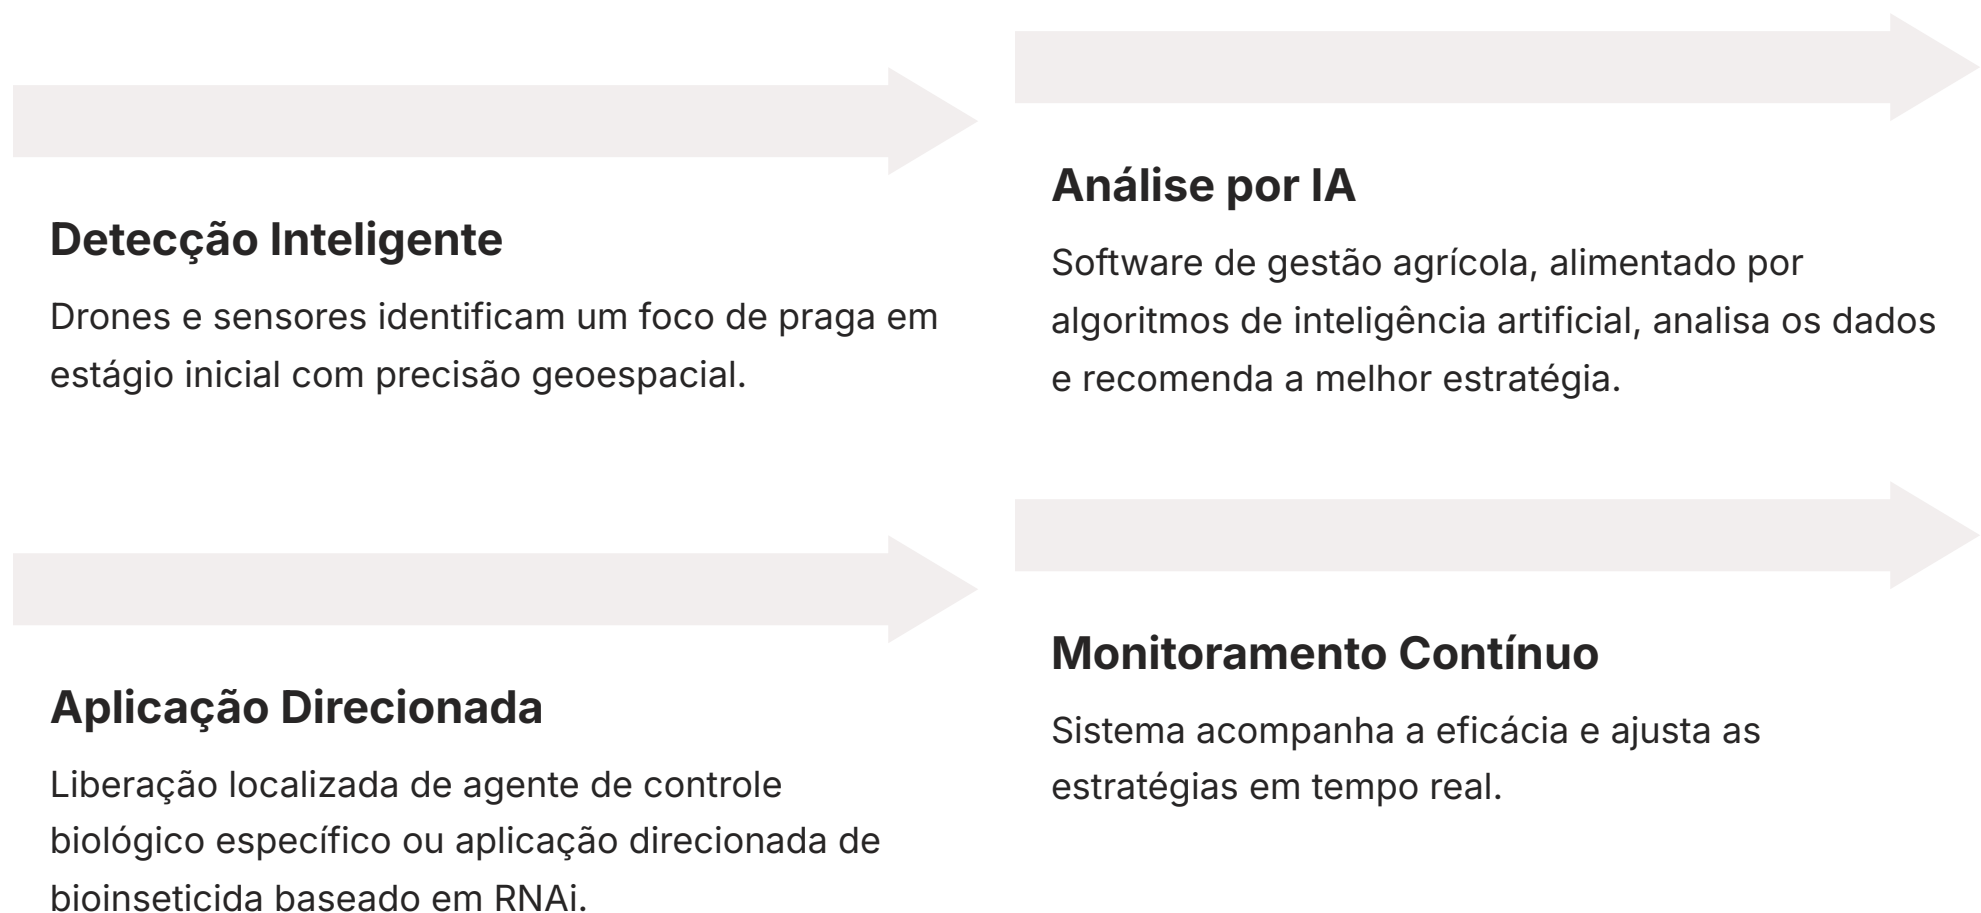 Detecção Inteligente
Drones e sensores identificam um foco de praga em
estágio inicial com precisão geoespacial.
Análise por IA
Software de gestão agrícola, alimentado por
algoritmos de inteligência artificial, analisa os dados
e recomenda a melhor estratégia.
Aplicação Direcionada
Liberação localizada de agente de controle
biológico específico ou aplicação direcionada de
bioinseticida baseado em RNAi.
Monitoramento Contínuo
Sistema acompanha a eficácia e ajusta as
estratégias em tempo real.